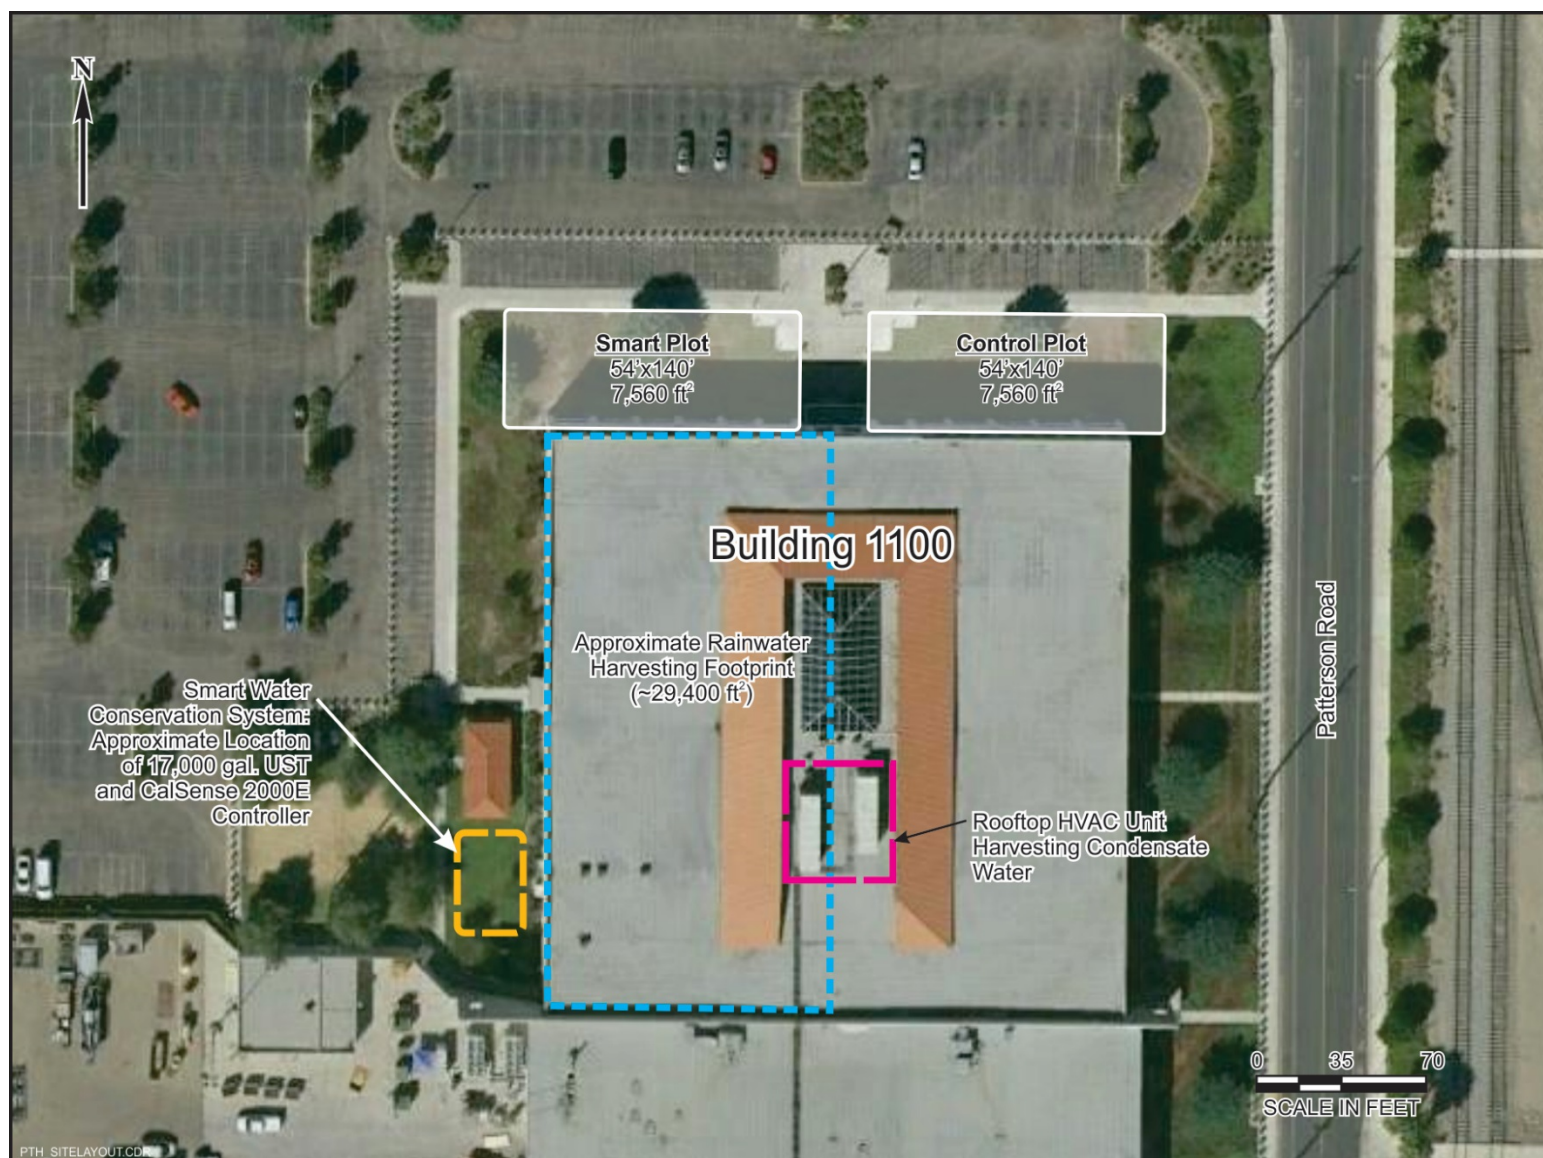 N
Smart Plot
54'x140'
7,560 ft²
Control Plot
54'x140'
7,560 ft²
Building 1100
Approximate Rainwater
Harvesting Footprint
(~29,400 ft²)
Smart Water
Conservation System:
Approximate Location
of 17,000 gal. UST
and CalSense 2000E
Controller
Rooftop HVAC Unit
Harvesting Condensate
Water
Patterson Road
0 35 70
SCALE IN FEET
PTH_SITELAYOUT.CDR